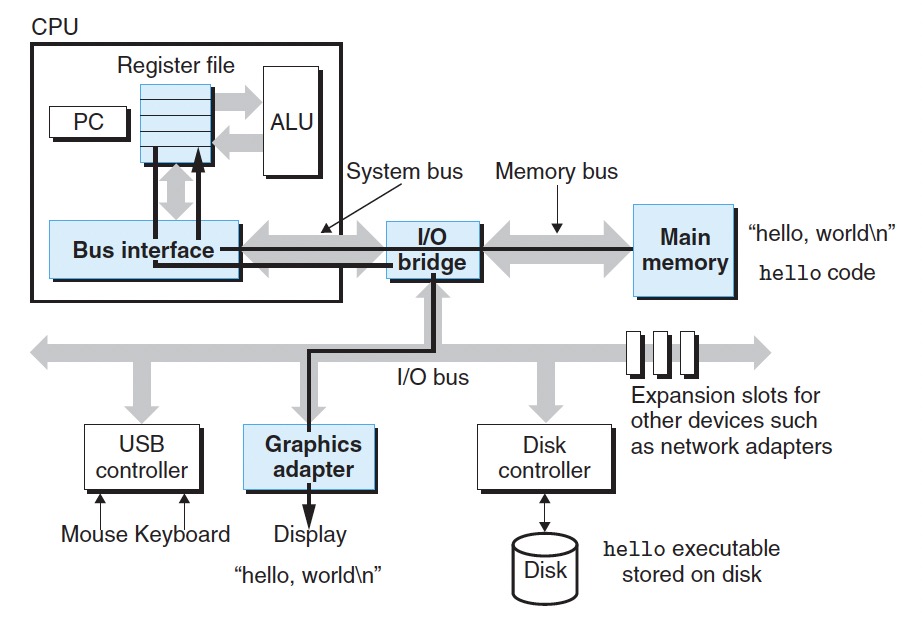 CPU
Register file
PC
ALU
System bus
Memory bus
Bus interface
I/O
bridge
Main
memory
“hello, world\n”
hello code
I/O bus
Expansion slots for
other devices such
as network adapters
USB
controller
Graphics
adapter
Disk
controller
Mouse Keyboard
Display
“hello, world\n”
Disk
hello executable
stored on disk